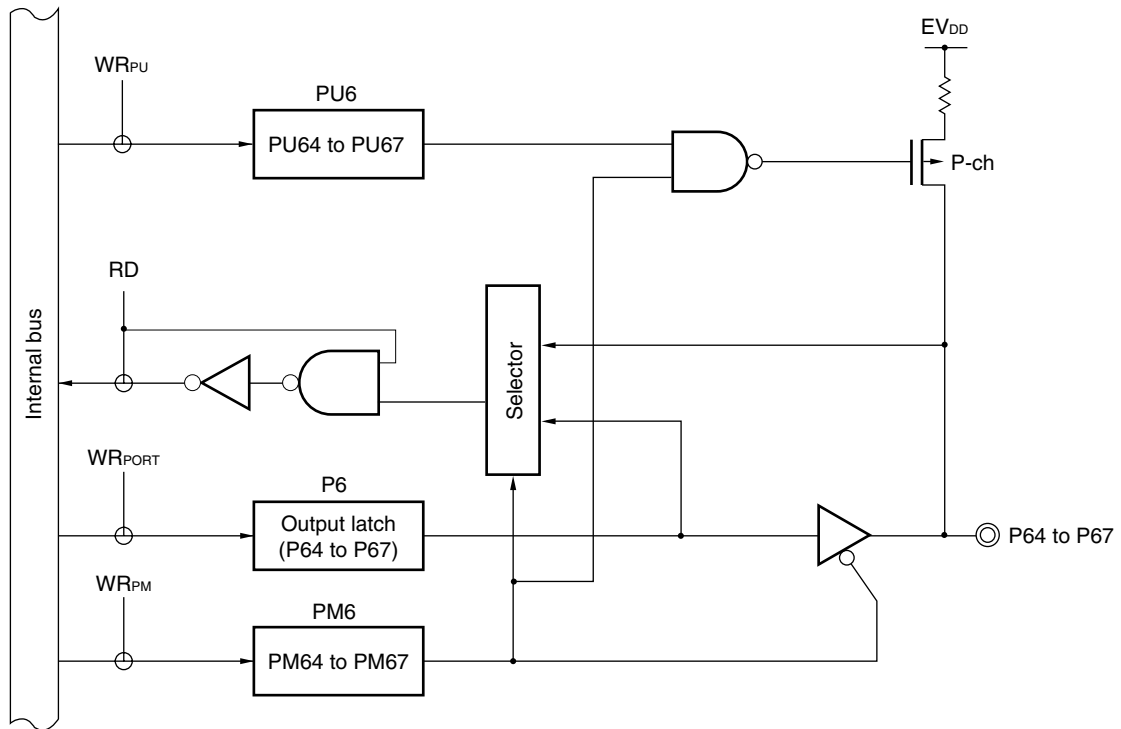 EVDD
WRPU
PU6
PU64 to PU67
P-ch
RD
Internal bus
Selector
WRPORT
P6
Output latch
(P64 to P67)
P64 to P67
WRPM
PM6
PM64 to PM67